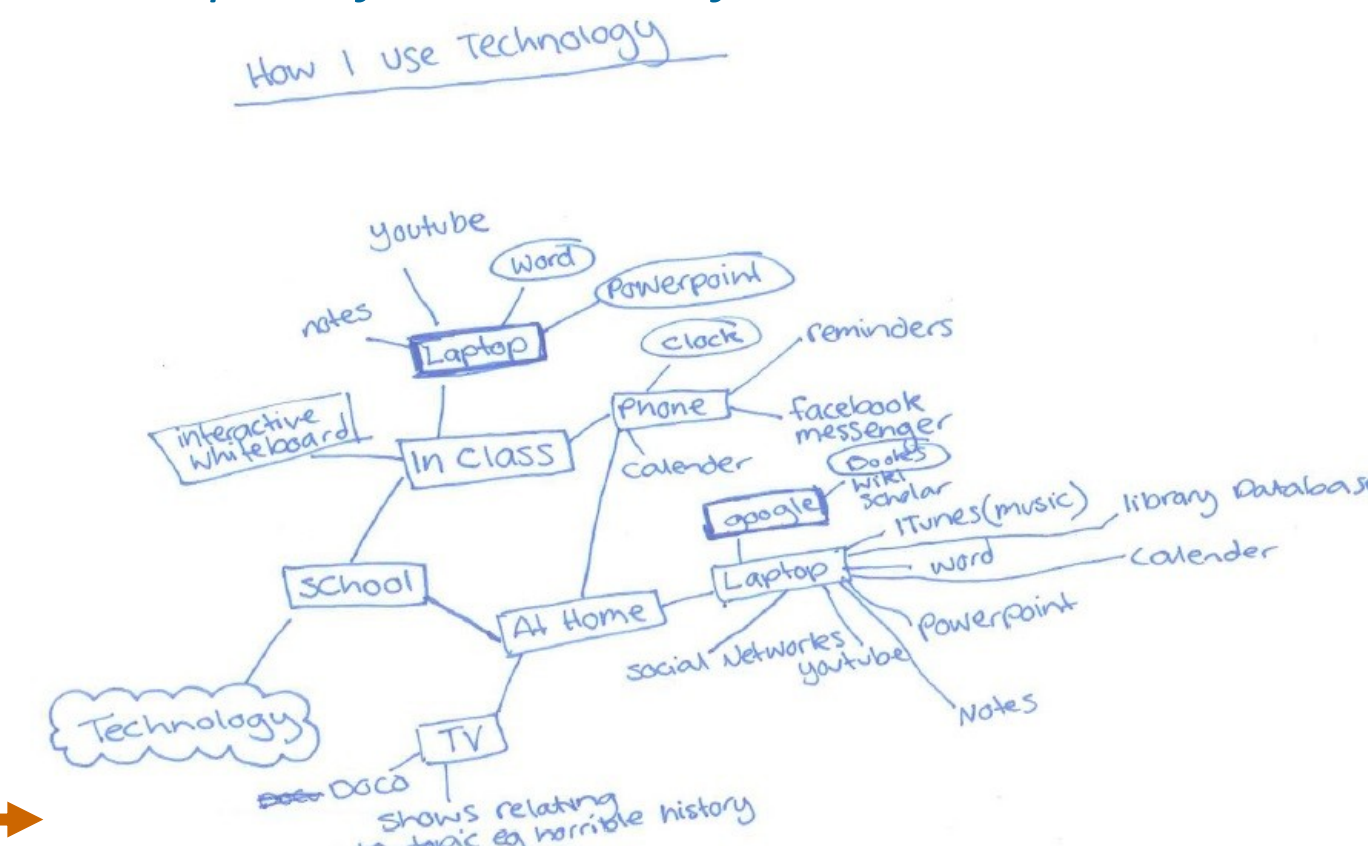 How I use Technology
youtube
word
Powerpoint
notes
Laptop
clock
reminders
Phone
facebook
messenger
interactive
whiteboard
In Class
calender
Books
wiki
scholar
google
ITunes(music)
library Databas
Laptop
word
calender
School
At Home
Powerpoint
social Networks
youtube
Notes
Technology
TV
Doco
shows relating
topic eg horrible history